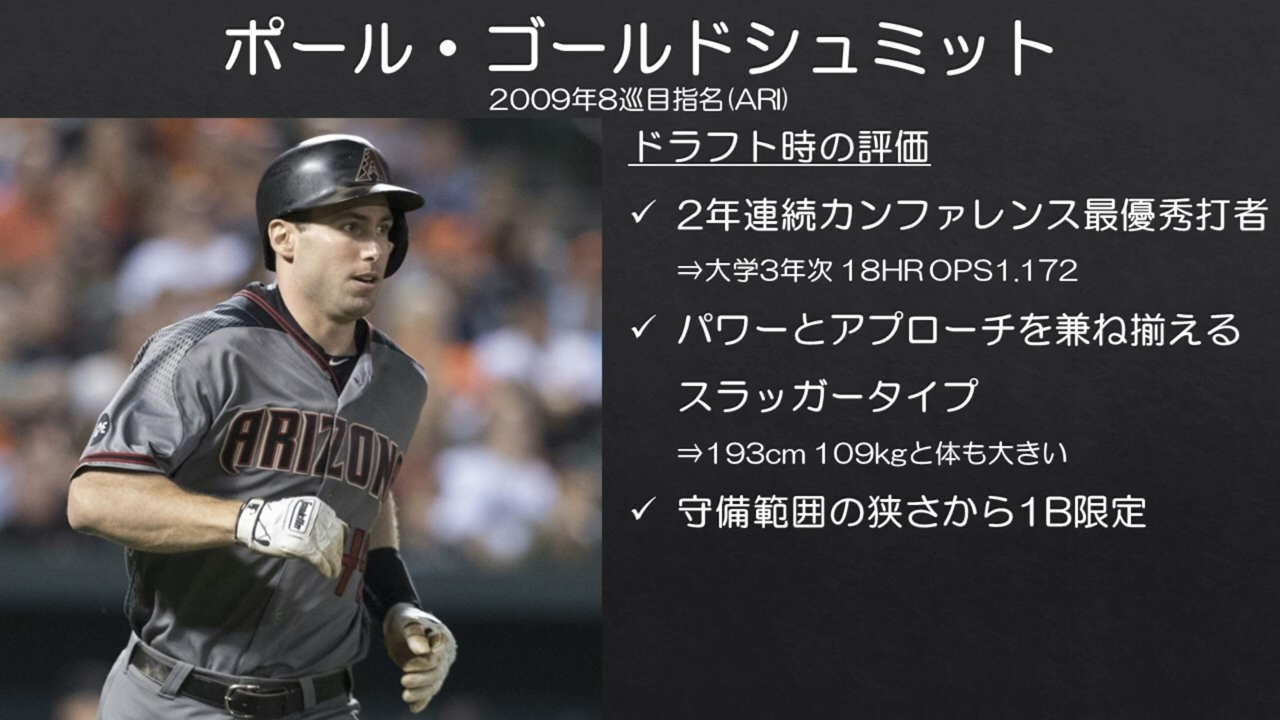 ポール・ゴールドシュミット
2009年8巡目指名(ARI)
ドラフト時の評価
✓ 2年連続カンファレンス最優秀打者
⇒大学3年次 18HR OPS1.172
✓ パワーとアプローチを兼ね揃える
スラッガータイプ
⇒193cm 109kgと体も大きい
✓ 守備範囲の狭さから1B限定
ARIZON